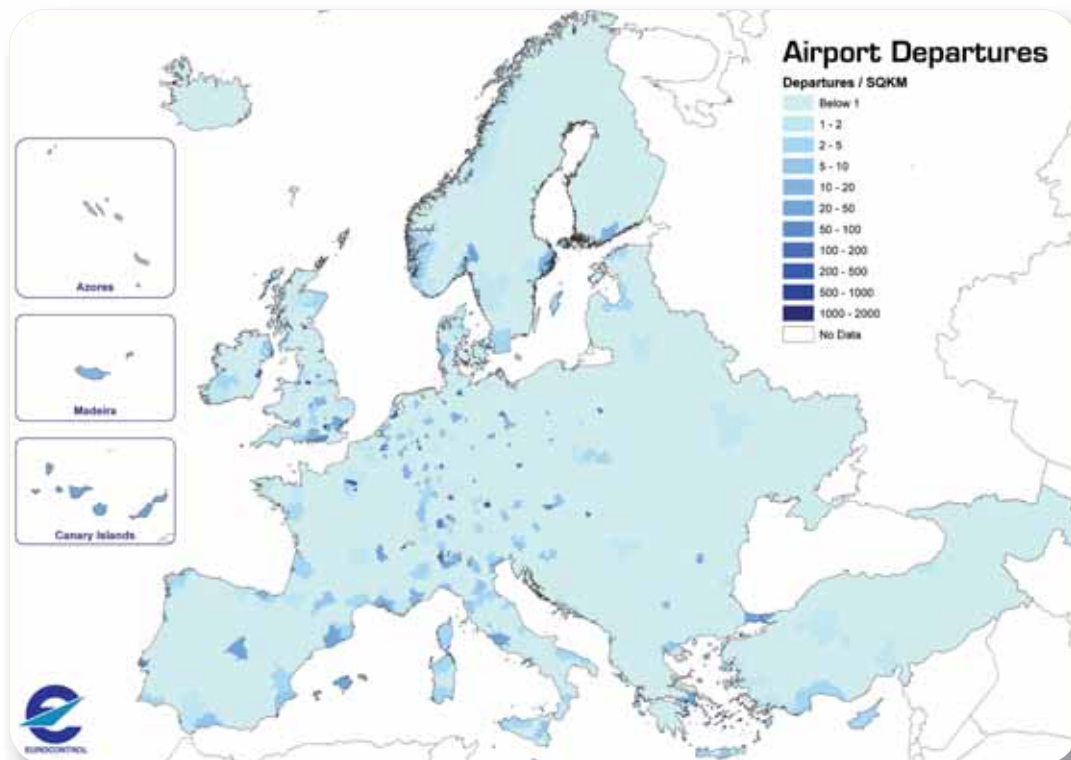 Airport Departures
Departures / SQKM
Below 1
1 - 2
2 - 5
5 - 10
10 - 20
20 - 50
50 - 100
100 - 200
200 - 500
500 - 1000
1000 - 2000
No Data
Azores
Madeira
Canary Islands
EUROCONTROL